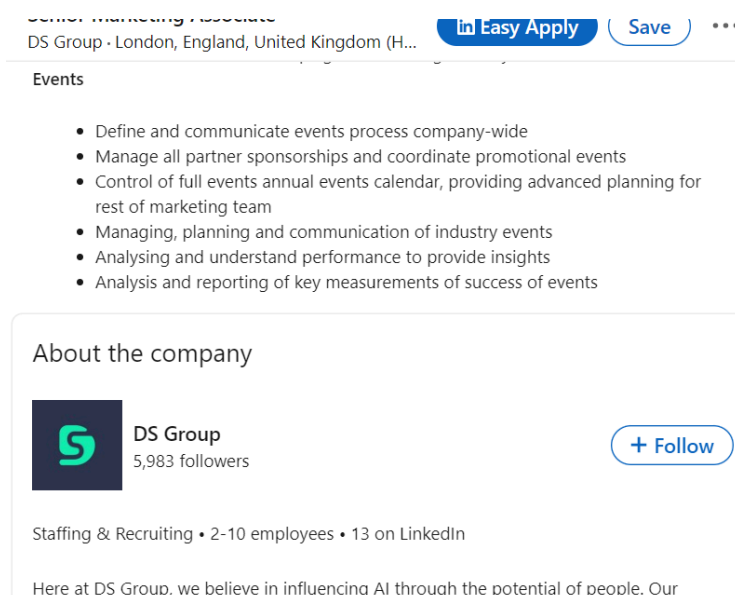 Senior Marketing Associate
DS Group · London, England, United Kingdom (H...
in Easy Apply
Save
Events
• Define and communicate events process company-wide
• Manage all partner sponsorships and coordinate promotional events
• Control of full events annual events calendar, providing advanced planning for
rest of marketing team
• Managing, planning and communication of industry events
• Analysing and understand performance to provide insights
• Analysis and reporting of key measurements of success of events
About the company
DS Group
5,983 followers
+ Follow
Staffing & Recruiting • 2-10 employees • 13 on LinkedIn
Here at DS Group, we believe in influencing AI through the potential of people. Our